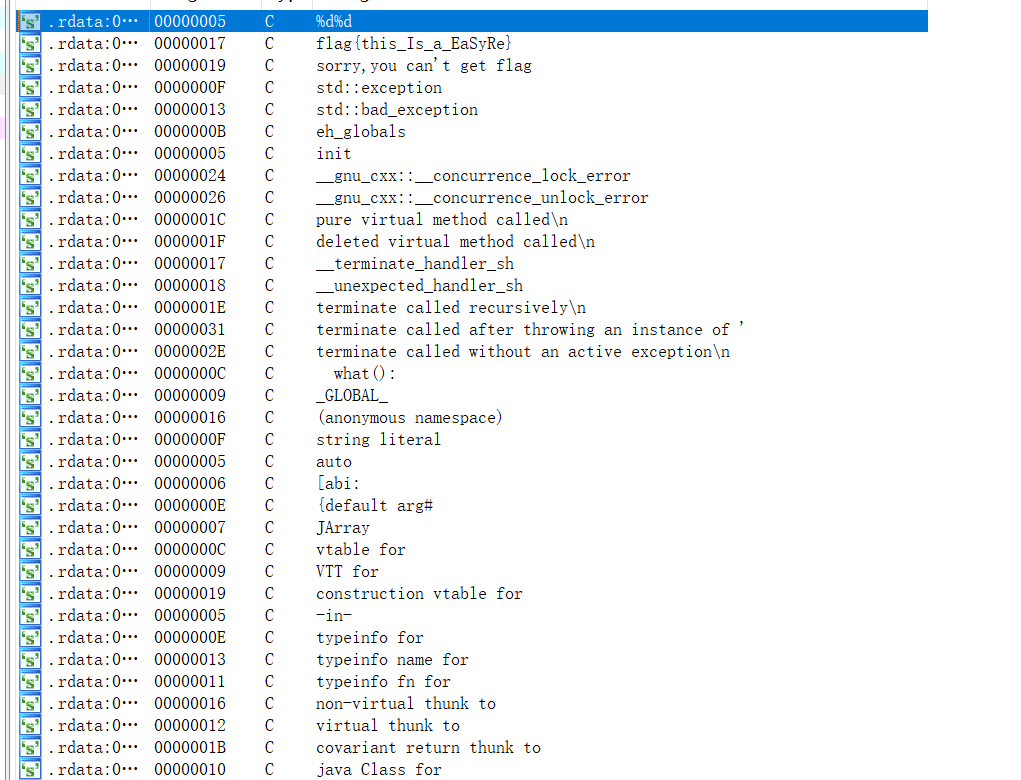 .rdata:0··· 00000005 C %d%d
.rdata:0··· 00000017 C flag{this_Is_a_EaSyRe}
.rdata:0··· 00000019 C sorry,you can't get flag
.rdata:0··· 0000000F C std::exception
.rdata:0··· 00000013 C std::bad_exception
.rdata:0··· 0000000B C eh_globals
.rdata:0··· 00000005 C init
.rdata:0··· 00000024 C __gnu_cxx::__concurrence_lock_error
.rdata:0··· 00000026 C __gnu_cxx::__concurrence_unlock_error
.rdata:0··· 0000001C C pure virtual method called\n
.rdata:0··· 0000001F C deleted virtual method called\n
.rdata:0··· 00000017 C __terminate_handler_sh
.rdata:0··· 00000018 C __unexpected_handler_sh
.rdata:0··· 0000001E C terminate called recursively\n
.rdata:0··· 00000031 C terminate called after throwing an instance of '
.rdata:0··· 0000002E C terminate called without an active exception\n
.rdata:0··· 0000000C C what():
.rdata:0··· 00000009 C _GLOBAL_
.rdata:0··· 00000016 C (anonymous namespace)
.rdata:0··· 0000000F C string literal
.rdata:0··· 00000005 C auto
.rdata:0··· 00000006 C [abi:
.rdata:0··· 0000000E C {default arg#
.rdata:0··· 00000007 C JArray
.rdata:0··· 0000000C C vtable for
.rdata:0··· 00000009 C VTT for
.rdata:0··· 00000019 C construction vtable for
.rdata:0··· 00000005 C -in-
.rdata:0··· 0000000E C typeinfo for
.rdata:0··· 00000013 C typeinfo name for
.rdata:0··· 00000011 C typeinfo fn for
.rdata:0··· 00000016 C non-virtual thunk to
.rdata:0··· 00000012 C virtual thunk to
.rdata:0··· 0000001B C covariant return thunk to
.rdata:0··· 00000010 C java Class for